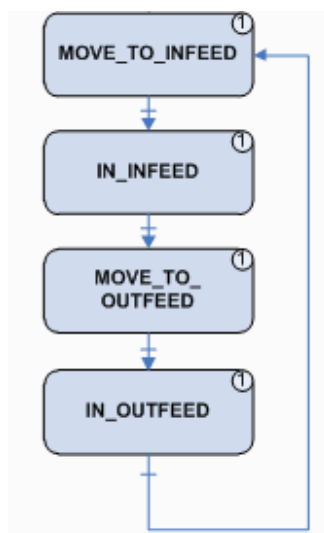 1
MOVE_TO_INFEED
1
IN_INFEED
1
MOVE_TO_
OUTFEED
1
IN_OUTFEED